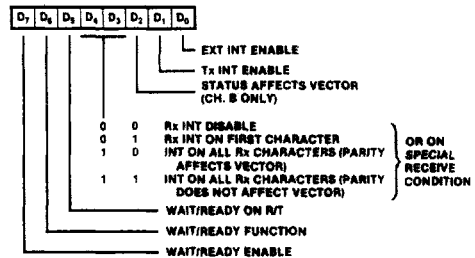 D7 D6 D5 D4 D3 D2 D1 D0
EXT INT ENABLE
Tx INT ENABLE
STATUS AFFECTS VECTOR
(CH. B ONLY)
0 0 Rx INT DISABLE
0 1 Rx INT ON FIRST CHARACTER
1 0 INT ON ALL Rx CHARACTERS (PARITY
AFFECTS VECTOR)
1 1 INT ON ALL Rx CHARACTERS (PARITY
DOES NOT AFFECT VECTOR)
OR ON
SPECIAL
RECEIVE
CONDITION
WAIT/READY ON R/T
WAIT/READY FUNCTION
WAIT/READY ENABLE